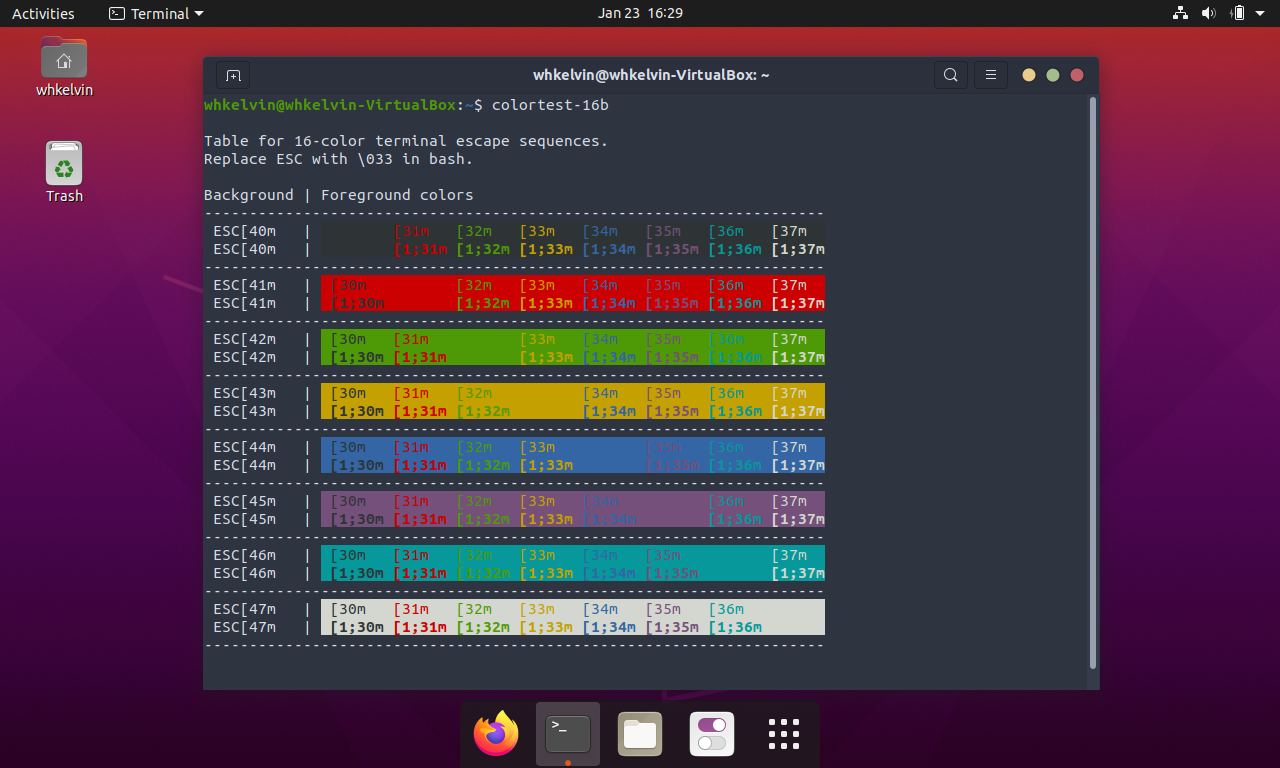 Activities Terminal Jan 23 16:29
whkelvin
Trash
whkelvin@whkelvin-VirtualBox: ~
whkelvin@whkelvin-VirtualBox:~$ colortest-16b
Table for 16-color terminal escape sequences.
Replace ESC with \033 in bash.
Background | Foreground colors
---------------------------------------------------------------------
ESC[40m | [31m [32m [33m [34m [35m [36m [37m
ESC[40m | [1;31m [1;32m [1;33m [1;34m [1;35m [1;36m [1;37m
---------------------------------------------------------------------
ESC[41m | [30m [32m [33m [34m [35m [36m [37m
ESC[41m | [1;30m [1;32m [1;33m [1;34m [1;35m [1;36m [1;37m
---------------------------------------------------------------------
ESC[42m | [30m [31m [33m [34m [35m [36m [37m
ESC[42m | [1;30m [1;31m [1;33m [1;34m [1;35m [1;36m [1;37m
---------------------------------------------------------------------
ESC[43m | [30m [31m [32m [34m [35m [36m [37m
ESC[43m | [1;30m [1;31m [1;32m [1;34m [1;35m [1;36m [1;37m
---------------------------------------------------------------------
ESC[44m | [30m [31m [32m [33m [35m [36m [37m
ESC[44m | [1;30m [1;31m [1;32m [1;33m [1;35m [1;36m [1;37m
---------------------------------------------------------------------
ESC[45m | [30m [31m [32m [33m [34m [36m [37m
ESC[45m | [1;30m [1;31m [1;32m [1;33m [1;34m [1;36m [1;37m
---------------------------------------------------------------------
ESC[46m | [30m [31m [32m [33m [34m [35m [37m
ESC[46m | [1;30m [1;31m [1;32m [1;33m [1;34m [1;35m [1;37m
---------------------------------------------------------------------
ESC[47m | [30m [31m [32m [33m [34m [35m [36m
ESC[47m | [1;30m [1;31m [1;32m [1;33m [1;34m [1;35m [1;36m
---------------------------------------------------------------------